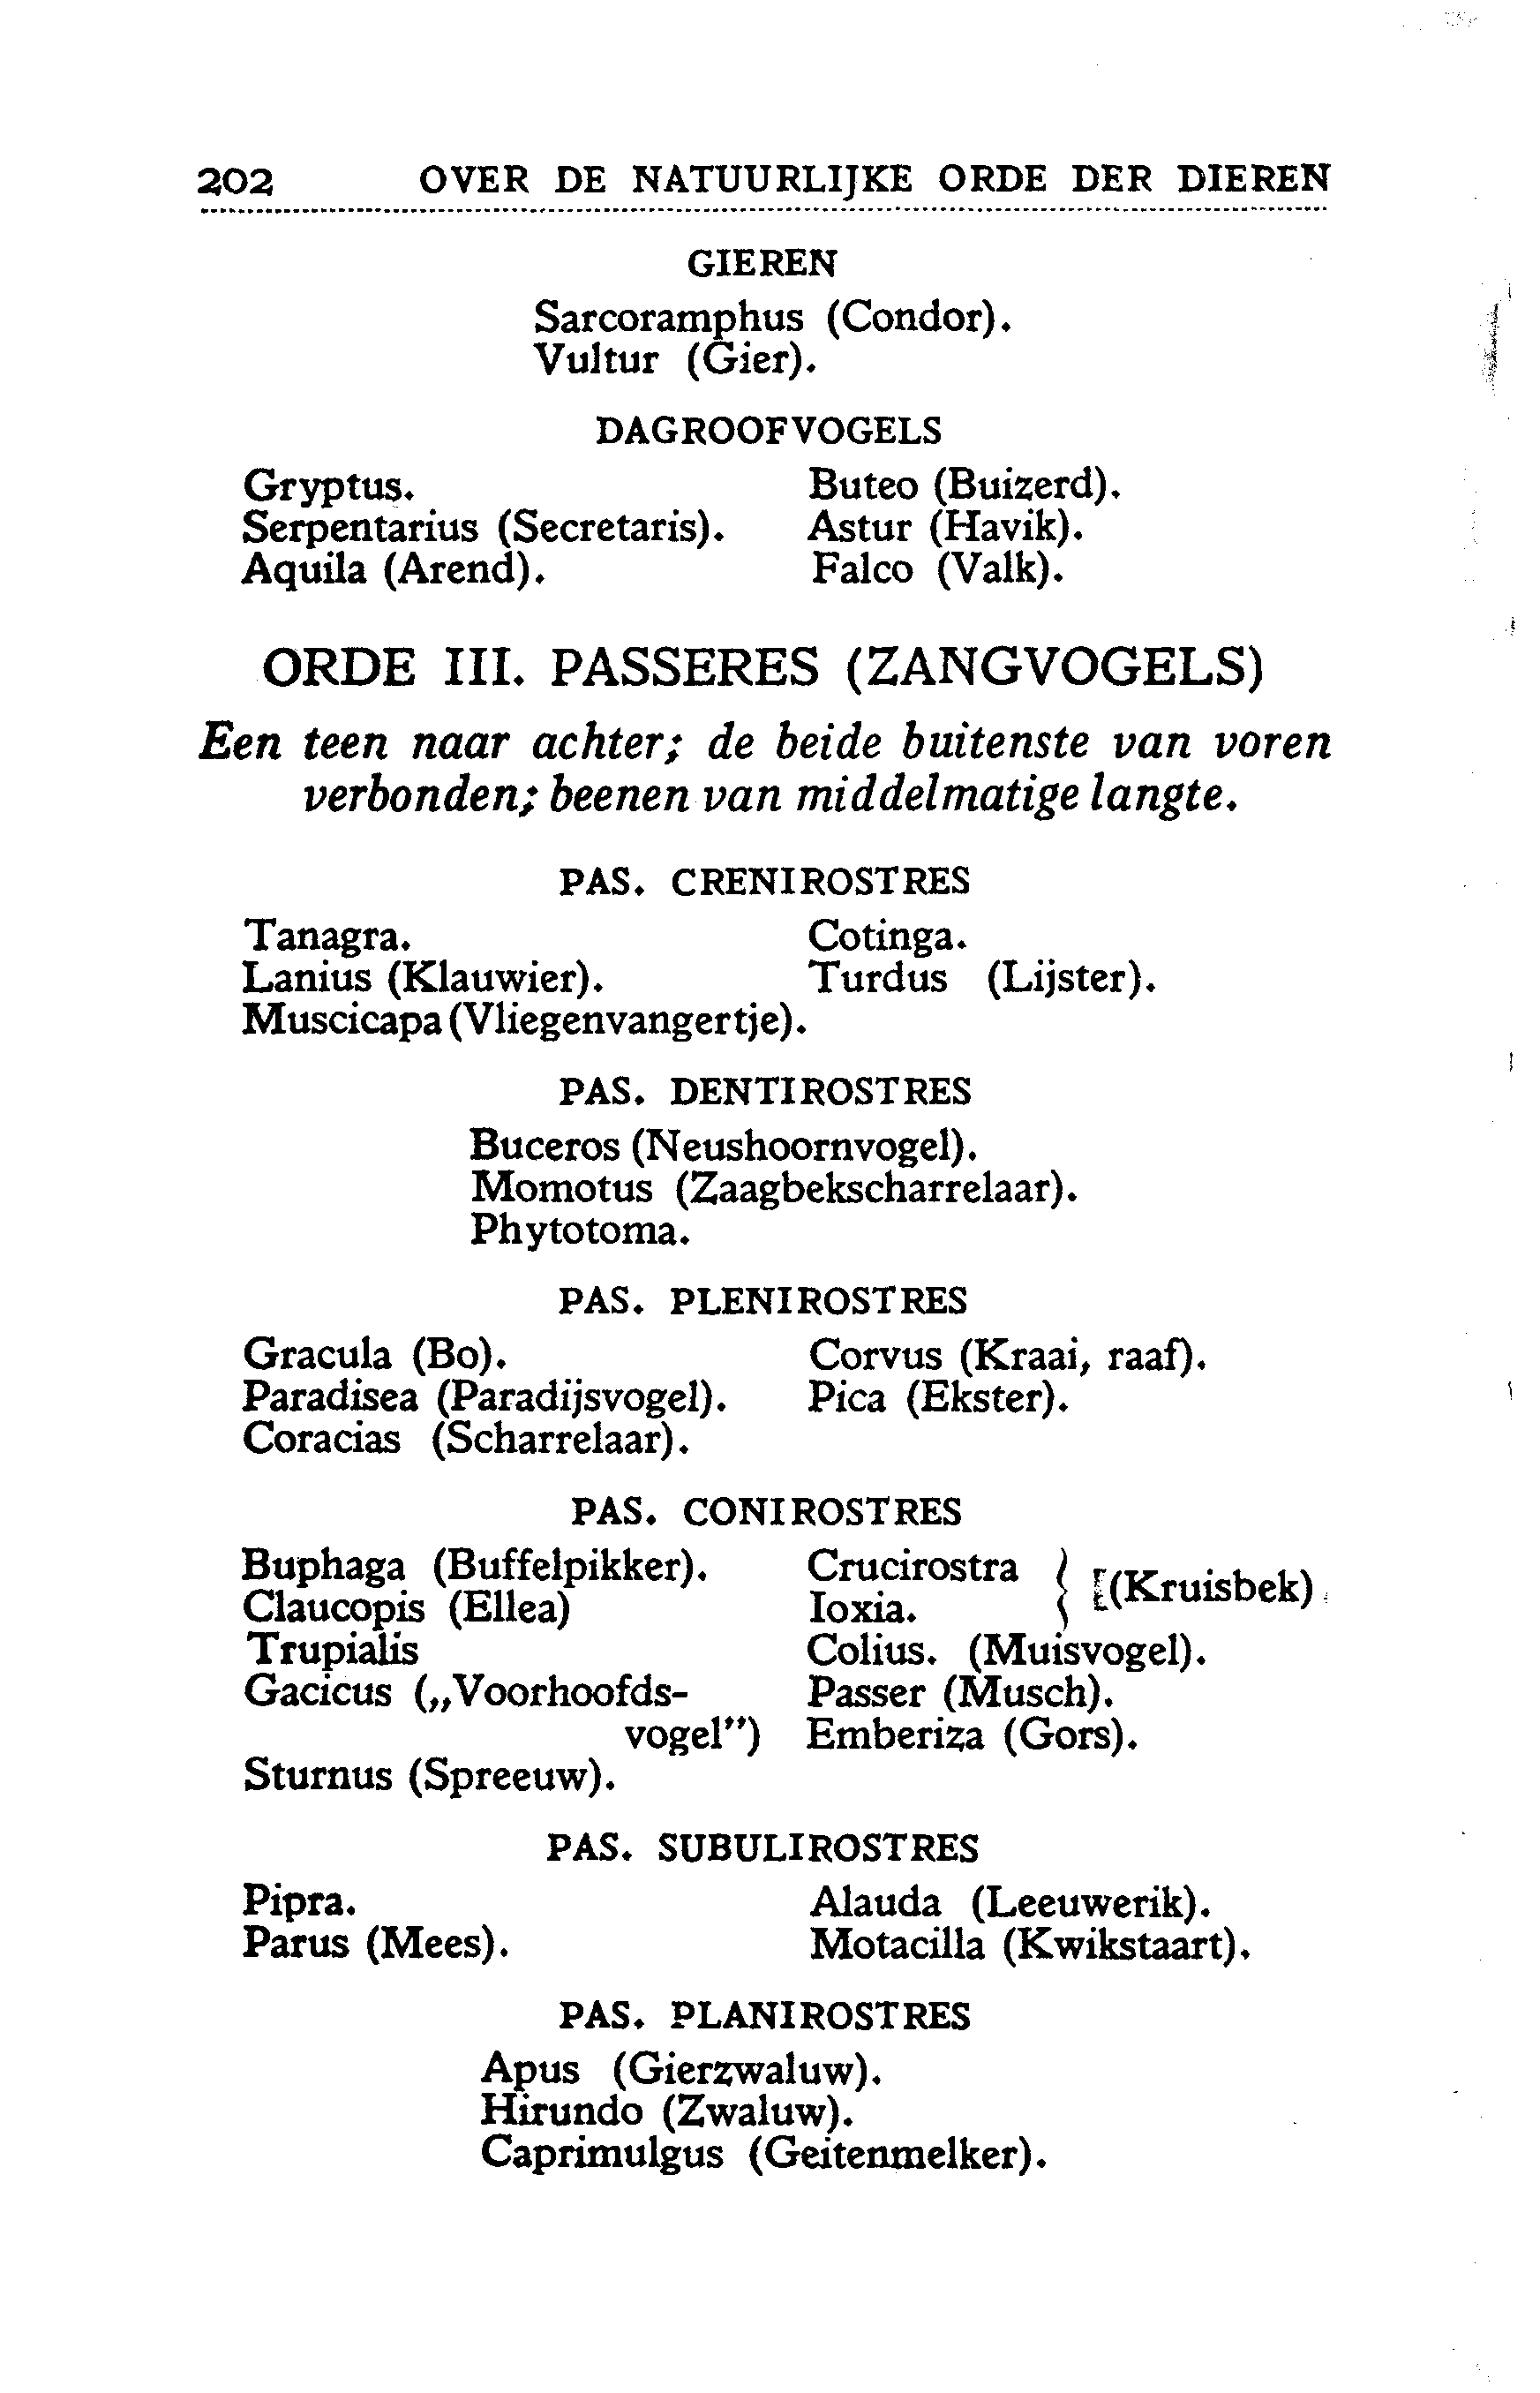 202 OVER DE NATUURLIJKE ORDE DER DIEREN
GIEREN
Sarcoramphus (Condor).
Vultur (Gier).
DAGROOFVOGELS
Gryptus.
Serpentarius (Secretaris).
Aquila (Arend).
Buteo (Buizerd).
Astur (Havik).
Falco (Valk).
ORDE III. PASSERES (ZANGVOGELS)
Een teen naar achter; de beide buitenste van voren
verbonden; beenen van middelmatige langte.
PAS. CRENIROSTRES
Tanagra.
Lanius (Klauwier).
Muscicapa (Vliegenvangertje).
Cotinga.
Turdus (Lijster).
PAS. DENTIROSTRES
Buceros (Neushoornvogel).
Momotus (Zaagbekscharrelaar).
Phytotoma.
PAS. PLENIROSTRES
Gracula (Bo).
Paradisea (Paradijsvogel).
Coracias (Scharrelaar).
Corvus (Kraai, raaf).
Pica (Ekster).
PAS. CONIROSTRES
Buphaga (Buffelpikker).
Claucopis (Ellea)
Trupialis
Gacicus („Voorhoofds-
vogel”)
Sturnus (Spreeuw).
Crucirostra
Ioxia.
} [(Kruisbek).
Colius. (Muisvogel).
Passer (Musch).
Emberiza (Gors).
PAS. SUBULIROSTRES
Pipra.
Parus (Mees).
Alauda (Leeuwerik).
Motacilla (Kwikstaart).
PAS. PLANIROSTRES
Apus (Gierzwaluw).
Hirundo (Zwaluw).
Caprimulgus (Geitenmelker).